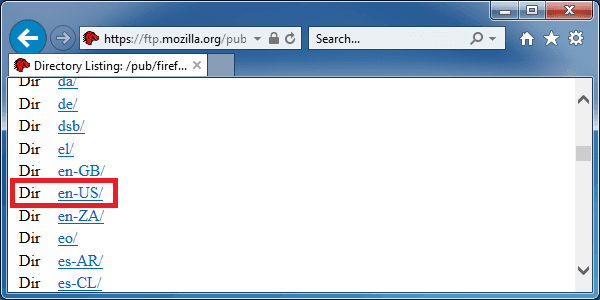 https://ftp.mozilla.org/pub
Search...
Directory Listing: /pub/firef...
Dir da/
Dir de/
Dir dsb/
Dir el/
Dir en-GB/
Dir en-US/
Dir en-ZA/
Dir eo/
Dir es-AR/
Dir es-CL/